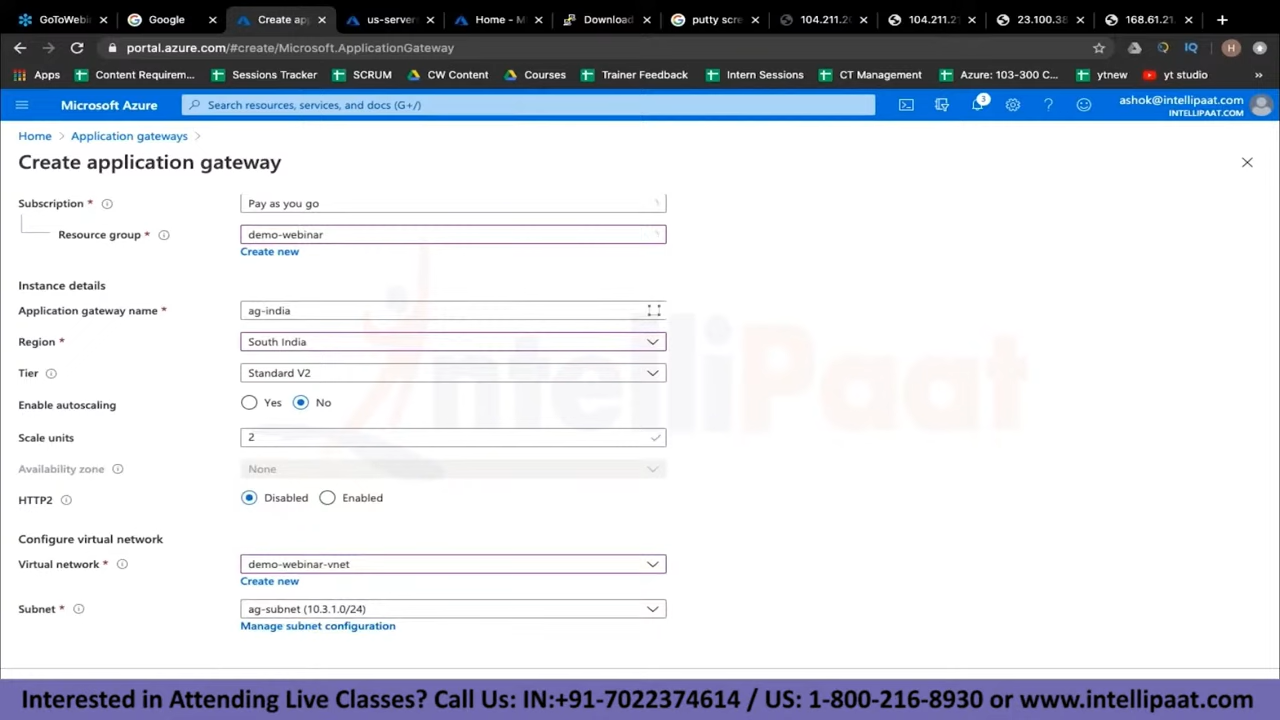 GoToWebin
Google
Create ap
us-server
Home - M
Download
putty scre
104.211.20
104.211.21
23.100.38
168.61.21
portal.azure.com/#create/Microsoft.ApplicationGateway
IQ
H
Apps
Content Requirem...
Sessions Tracker
SCRUM
CW Content
Courses
Trainer Feedback
Intern Sessions
CT Management
Azure: 103-300 C...
ytnew
yt studio
»
Microsoft Azure
Search resources, services, and docs (G+/)
3
ashok@intellipaat.com
INTELLIPAAT.COM
Home > Application gateways >
Create application gateway
Subscription *
Pay as you go
Resource group *
demo-webinar
Create new
Instance details
Application gateway name *
ag-india
Region *
South India
Tier
Standard V2
Enable autoscaling
Yes
No
Scale units
2
Availability zone
None
HTTP2
Disabled
Enabled
Configure virtual network
Virtual network *
demo-webinar-vnet
Create new
Subnet *
ag-subnet (10.3.1.0/24)
Manage subnet configuration
IntelliPaat
Interested in Attending Live Classes? Call Us: IN:+91-7022374614 / US: 1-800-216-8930 or www.intellipaat.com